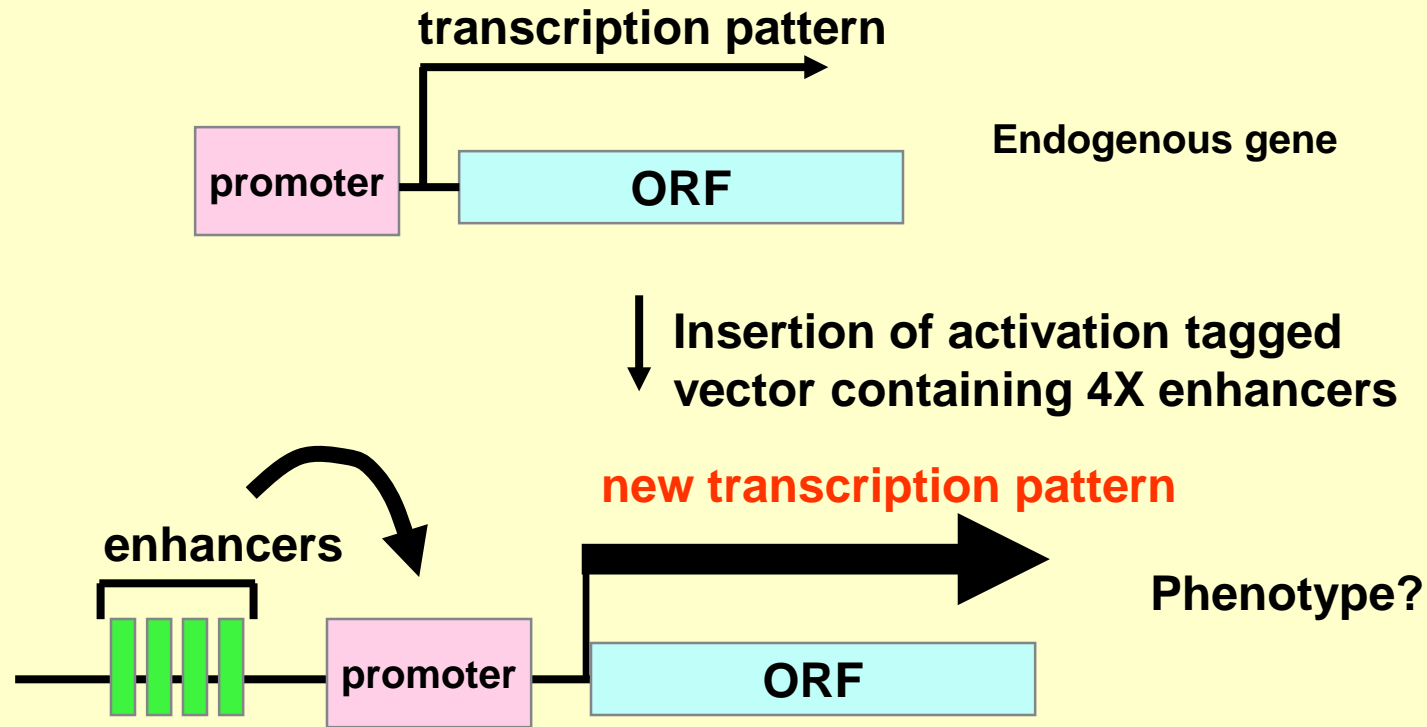 transcription pattern
Endogenous gene
promoter
ORF
Insertion of activation tagged
vector containing 4X enhancers
new transcription pattern
enhancers
Phenotype?
promoter
ORF